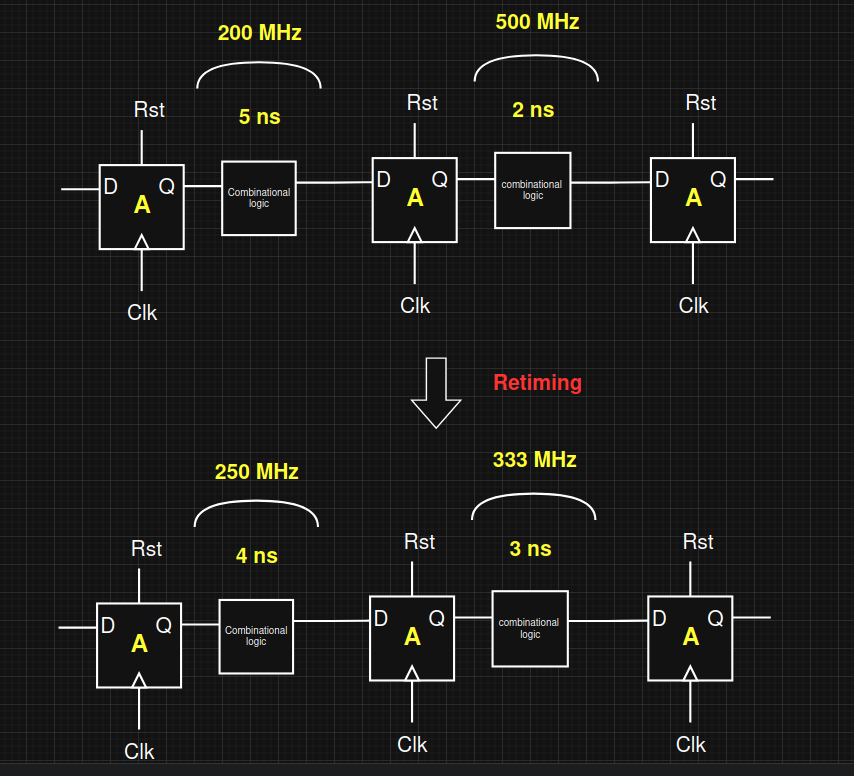 200 MHz
500 MHz
5 ns
2 ns
Rst
Rst
Rst
D
Q
A
Combinational
logic
D
Q
A
combinational
logic
D
Q
A
Clk
Clk
Clk
Retiming
250 MHz
333 MHz
4 ns
3 ns
Rst
Rst
Rst
D
Q
A
Combinational
logic
D
Q
A
combinational
logic
D
Q
A
Clk
Clk
Clk